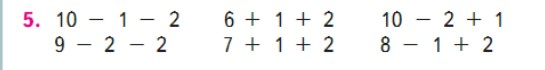 5. 10 − 1 − 2 6 + 1 + 2 10 − 2 + 1
9 − 2 − 2 7 + 1 + 2 8 − 1 + 2